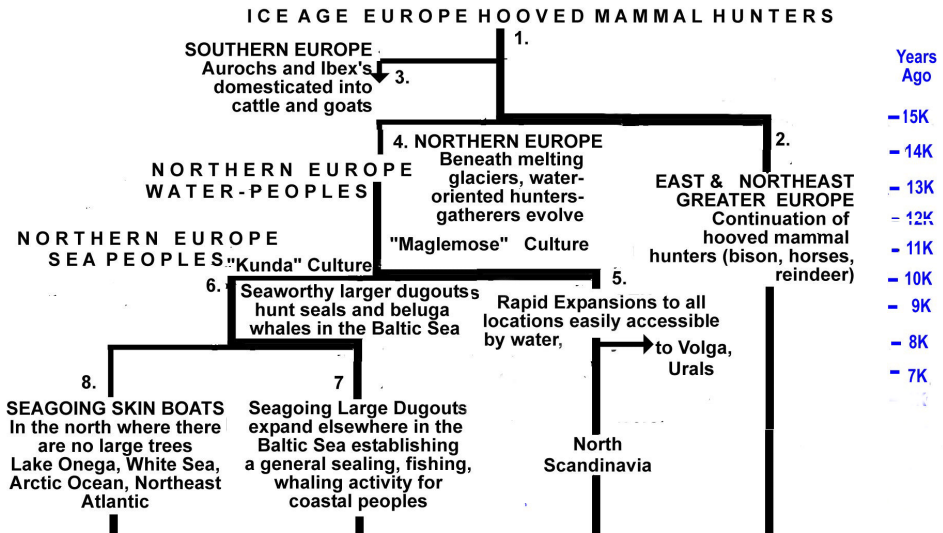 ICE AGE EUROPE HOOVED MAMMAL HUNTERS
1.
SOUTHERN EUROPE
Aurochs and Ibex's
domesticated into
cattle and goats
3.
Years
Ago
15K
14K
13K
12K
11K
10K
9K
8K
7K
2.
EAST & NORTHEAST
GREATER EUROPE
Continuation of
hooved mammal
hunters (bison, horses,
reindeer)
4. NORTHERN EUROPE
Beneath melting
glaciers, water-
oriented hunters-
gatherers evolve
"Maglemose" Culture
NORTHERN EUROPE
WATER-PEOPLES
NORTHERN EUROPE
SEA PEOPLES
"Kunda" Culture
6.
Seaworthy larger dugouts
hunt seals and beluga
whales in the Baltic Sea
5.
Rapid Expansions to all
locations easily accessible
by water,
to Volga,
Urals
North
Scandinavia
8.
SEAGOING SKIN BOATS
In the north where there
are no large trees
Lake Onega, White Sea,
Arctic Ocean, Northeast
Atlantic
7
Seagoing Large Dugouts
expand elsewhere in the
Baltic Sea establishing
a general sealing, fishing,
whaling activity for
coastal peoples